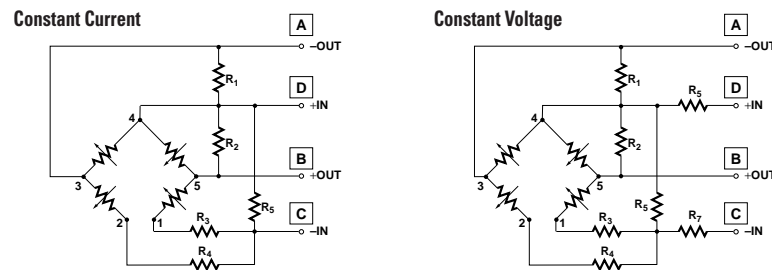 Constant Current
A
–OUT
R1
D
+IN
4
R2
B
3
5
+OUT
R5
C
2
1
R3
–IN
R4
Constant Voltage
A
–OUT
R1
D
R5
+IN
4
R2
B
3
5
+OUT
R5
C
2
1
R3
R7
–IN
R4